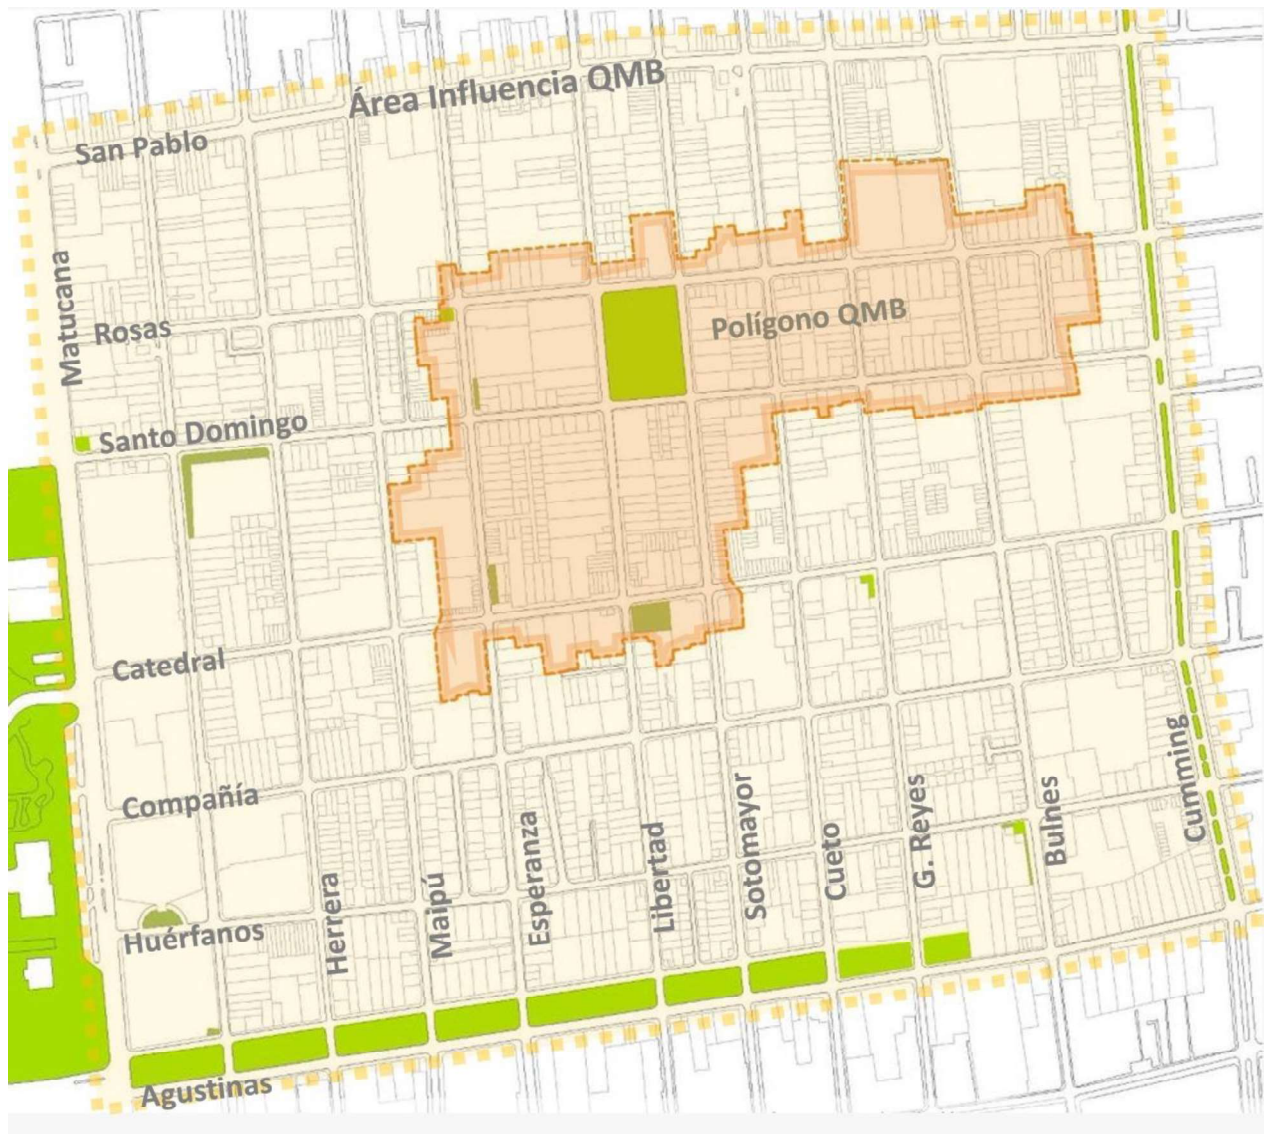 Área Influencia QMB
San Pablo
Matucana
Rosas
Polígono QMB
Santo Domingo
Catedral
Compañía
Huérfanos
Herrera
Maipú
Esperanza
Libertad
Sotomayor
Cueto
G. Reyes
Bulnes
Cumming
Agustinas